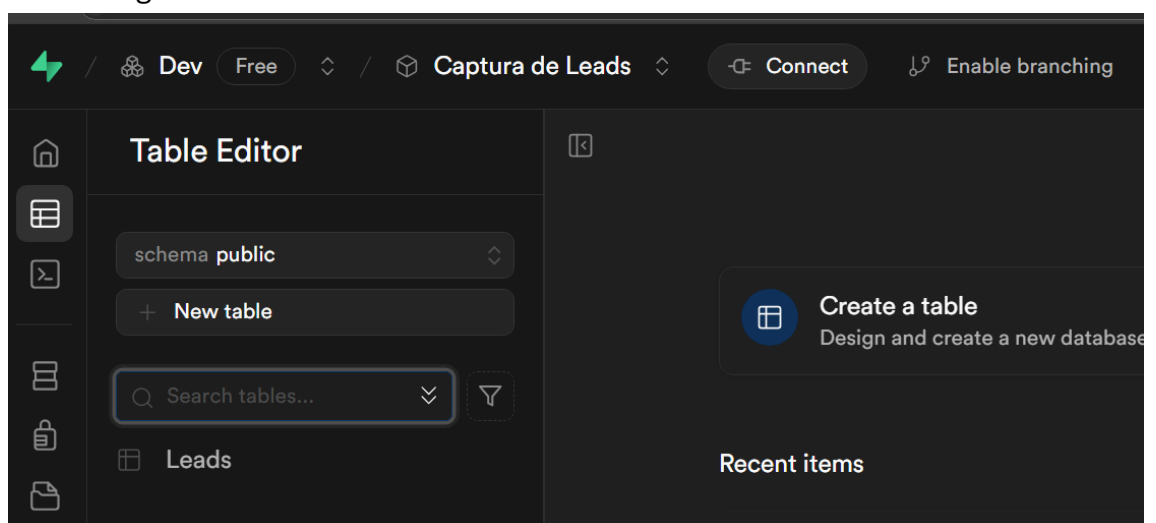 Dev Free Captura de Leads Connect Enable branching
Table Editor
schema public
New table
Search tables...
Leads
Create a table
Design and create a new database
Recent items